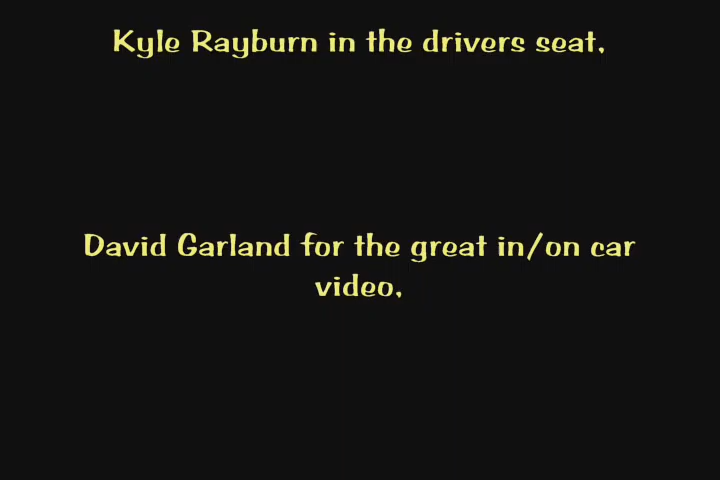 Kyle Rayburn in the drivers seat,
David Garland for the great in/on car
video,